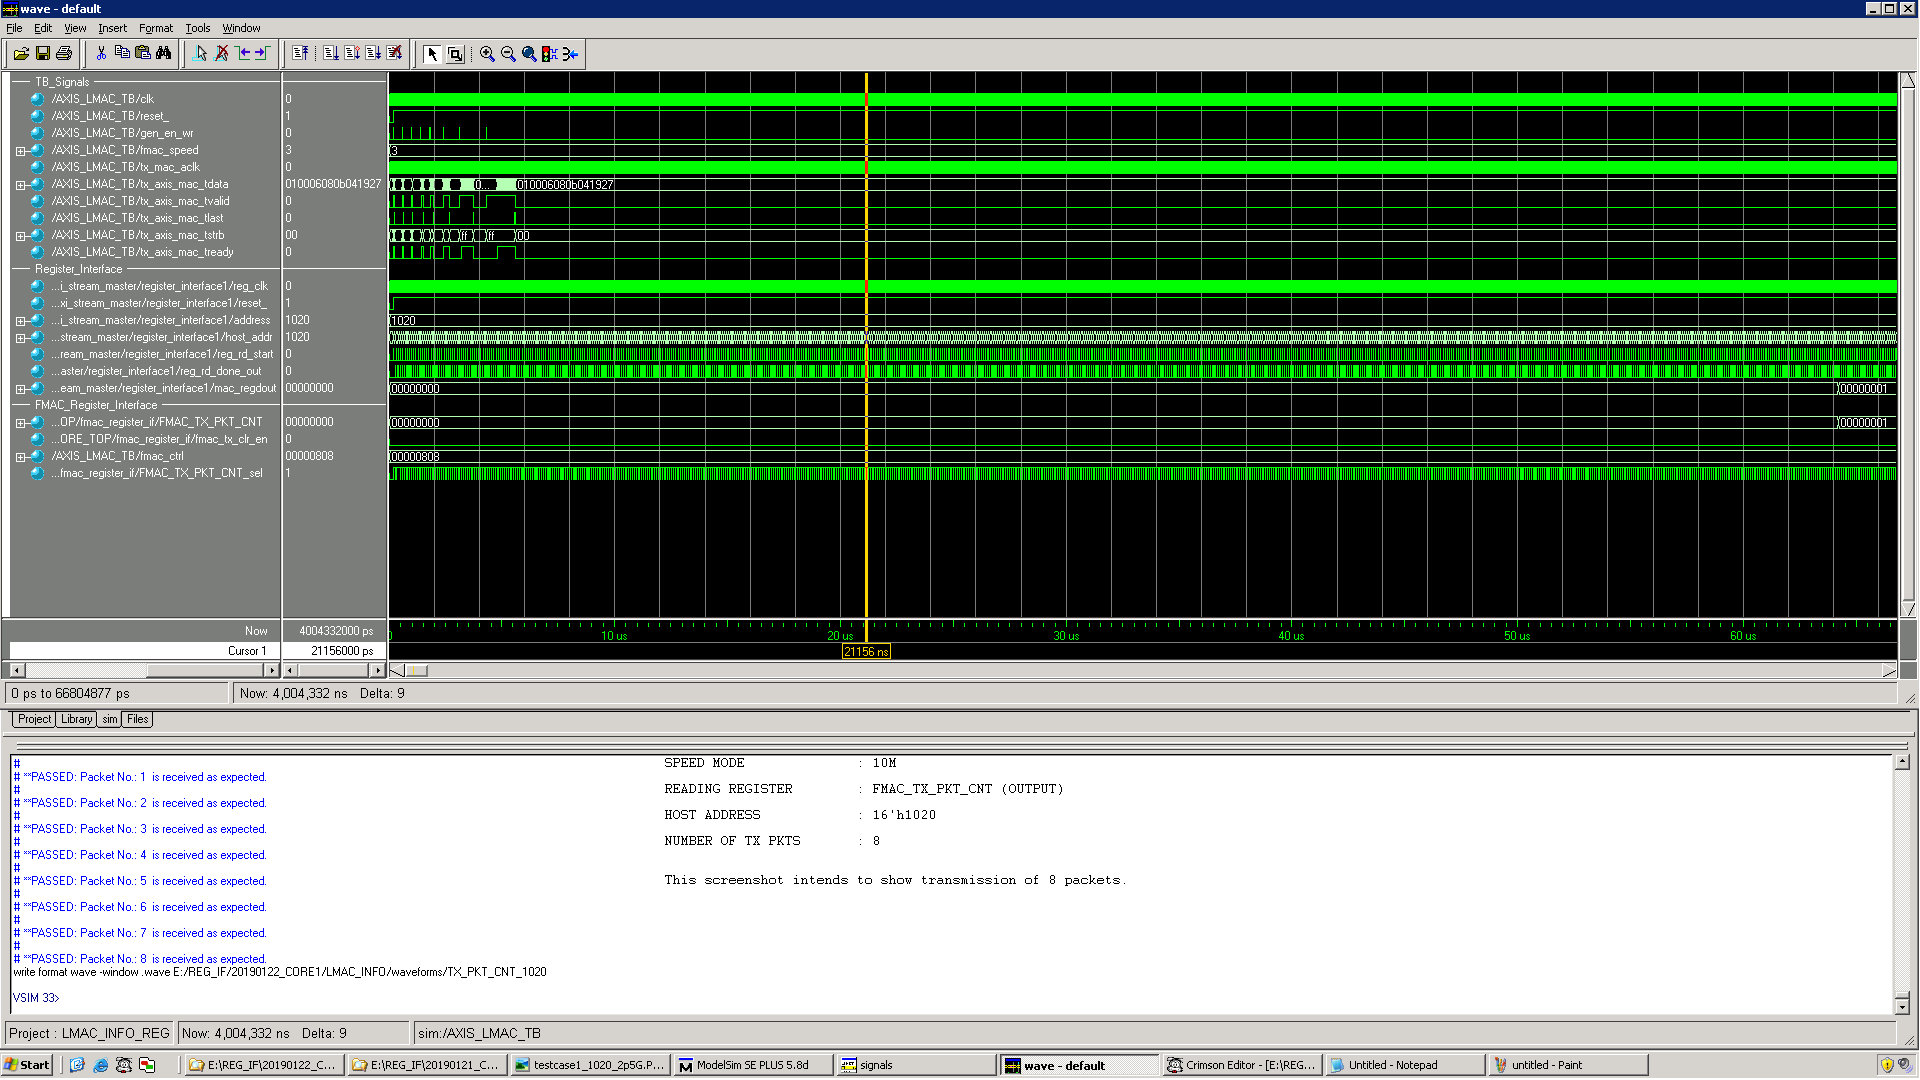 wave - default
File Edit View Insert Format Tools Window
TB_Signals
/AXIS_LMAC_TB/clk 0
/AXIS_LMAC_TB/reset_ 1
/AXIS_LMAC_TB/gen_en_wr 0
/AXIS_LMAC_TB/fmac_speed 3 3
/AXIS_LMAC_TB/tx_mac_aclk 0
/AXIS_LMAC_TB/tx_axis_mac_tdata 010006080b041927 0... 010006080b041927
/AXIS_LMAC_TB/tx_axis_mac_tvalid 0
/AXIS_LMAC_TB/tx_axis_mac_tlast 0
/AXIS_LMAC_TB/tx_axis_mac_tstrb 00 ff ff 00
/AXIS_LMAC_TB/tx_axis_mac_tready 0
Register_Interface
...i_stream_master/register_interface1/reg_clk 0
...xi_stream_master/register_interface1/reset_ 1
...i_stream_master/register_interface1/address 1020 1020
...stream_master/register_interface1/host_addr 1020
...ream_master/register_interface1/reg_rd_start 0
...aster/register_interface1/reg_rd_done_out 0
...eam_master/register_interface1/mac_regdout 00000000 00000000 00000001
FMAC_Register_Interface
...OP/fmac_register_if/FMAC_TX_PKT_CNT 00000000 00000000 00000001
...ORE_TOP/fmac_register_if/fmac_tx_clr_en 0
/AXIS_LMAC_TB/fmac_ctrl 00000808 00000808
...fmac_register_if/FMAC_TX_PKT_CNT_sel 1
Now 4004332000 ps 10 us 20 us 30 us 40 us 50 us 60 us
Cursor 1 21156000 ps 21156 ns
0 ps to 66804877 ps Now: 4,004,332 ns Delta: 9
Project Library sim Files
#
# **PASSED: Packet No.: 1 is received as expected.
#
# **PASSED: Packet No.: 2 is received as expected.
#
# **PASSED: Packet No.: 3 is received as expected.
#
# **PASSED: Packet No.: 4 is received as expected.
#
# **PASSED: Packet No.: 5 is received as expected.
#
# **PASSED: Packet No.: 6 is received as expected.
#
# **PASSED: Packet No.: 7 is received as expected.
#
# **PASSED: Packet No.: 8 is received as expected.
write format wave -window .wave E:/REG_IF/20190122_CORE1/LMAC_INFO/waveforms/TX_PKT_CNT_1020
VSIM 33>
SPEED MODE : 10M
READING REGISTER : FMAC_TX_PKT_CNT (OUTPUT)
HOST ADDRESS : 16'h1020
NUMBER OF TX PKTS : 8
This screenshot intends to show transmission of 8 packets.
Project : LMAC_INFO_REG Now: 4,004,332 ns Delta: 9 sim:/AXIS_LMAC_TB
Start E:\REG_IF\20190122_C... E:\REG_IF\20190121_C... testcase1_1020_2p5G.P... ModelSim SE PLUS 5.8d signals wave - default Crimson Editor - [E:\REG... Untitled - Notepad untitled - Paint